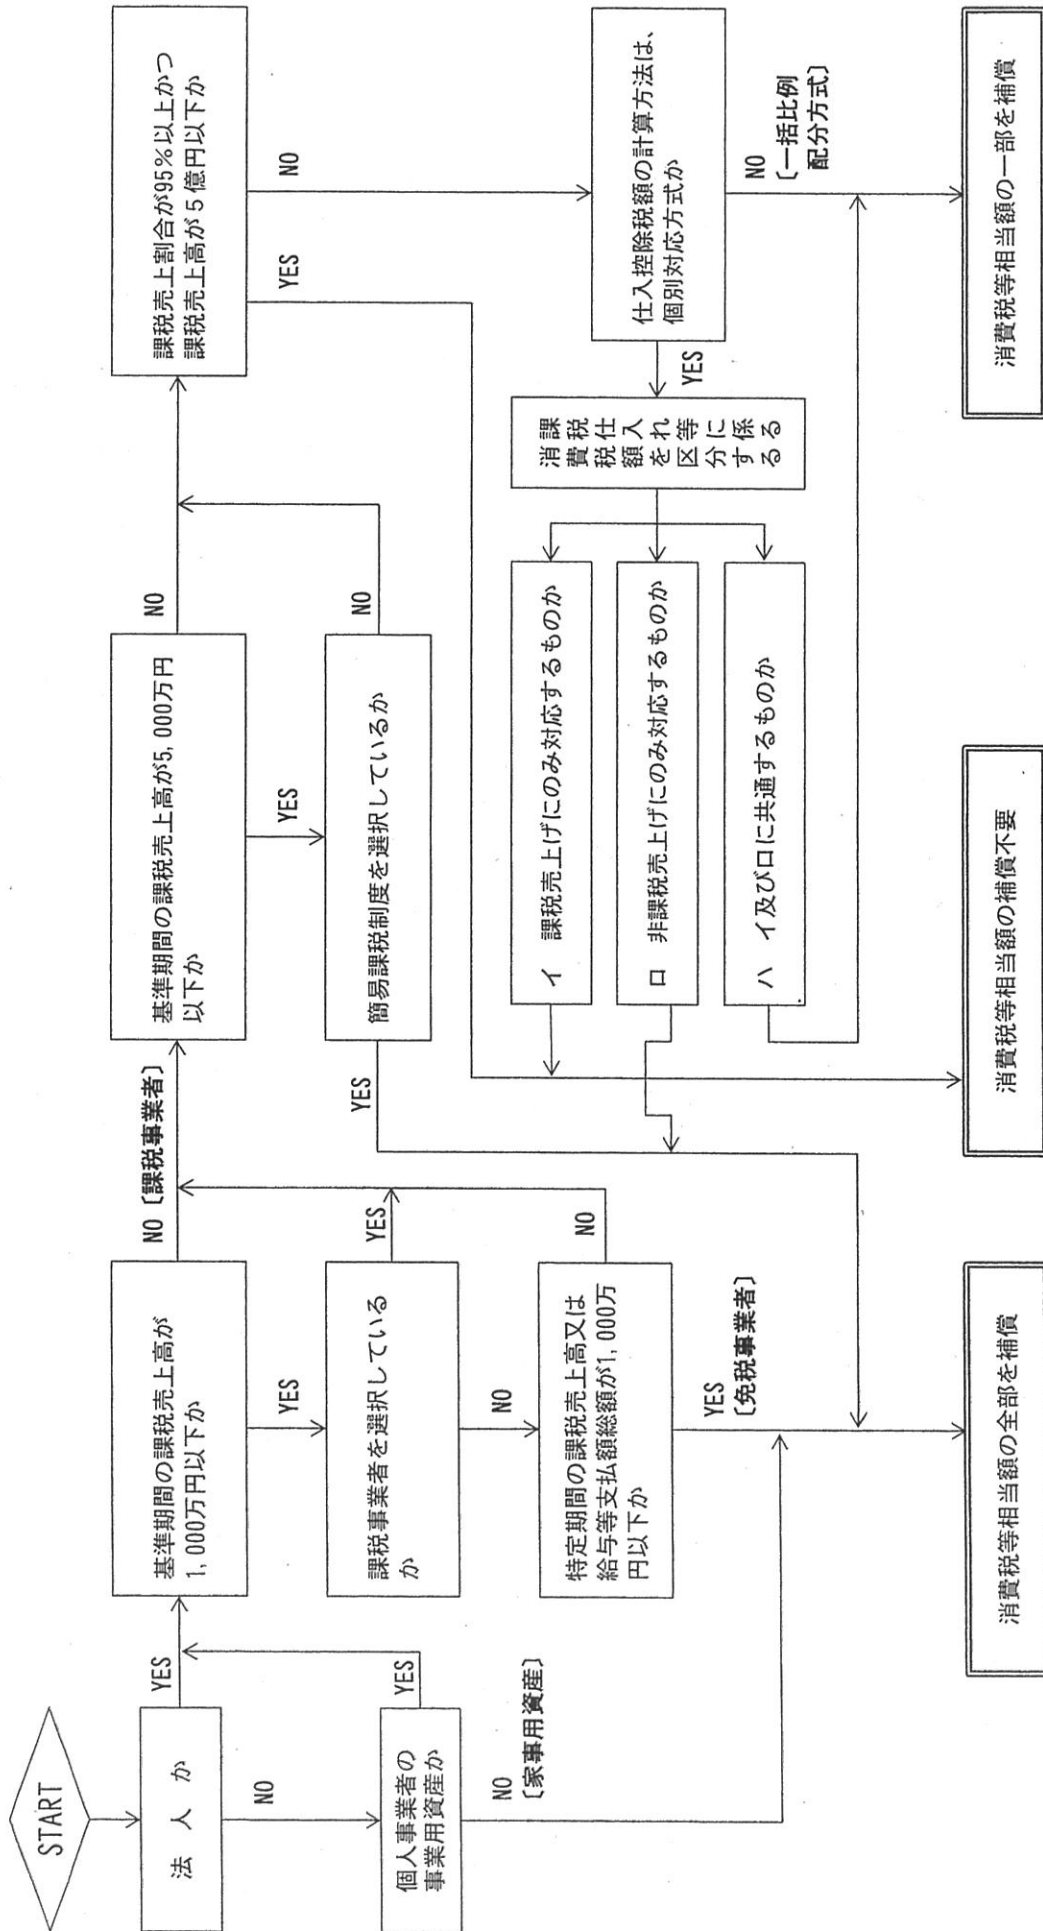 START
法 人 か
YES
NO
個人事業者の
事業用資産か
YES
NO
〔家事用資産〕
基準期間の課税売上高が
1,000万円以下か
NO〔課税事業者〕
YES
課税事業者を選択している
か
YES
NO
特定期間の課税売上高又は
給与等支払額総額が1,000万
円以下か
NO
YES
〔免税事業者〕
基準期間の課税売上高が5,000万円
以下か
NO
YES
簡易課税制度を選択しているか
NO
YES
課税売上割合が95%以上かつ
課税売上高が5億円以下か
NO
YES
仕入控除税額の計算方法は、
個別対応方式か
NO
〔一括比例
配分方式〕
YES
課税仕入れ等に係る
消費税額を区分する
イ 課税売上げにのみ対応するものか
ロ 非課税売上げにのみ対応するものか
ハ イ及びロに共通するものか
消費税等相当額の全部を補償
消費税等相当額の補償不要
消費税等相当額の一部を補償